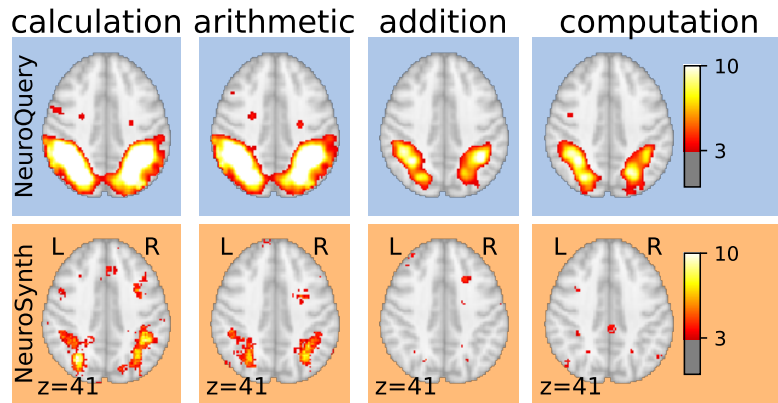 calculation arithmetic addition computation
NeuroQuery
10
3
NeuroSynth
L R L R L R L R
10
3
z=41 z=41 z=41 z=41